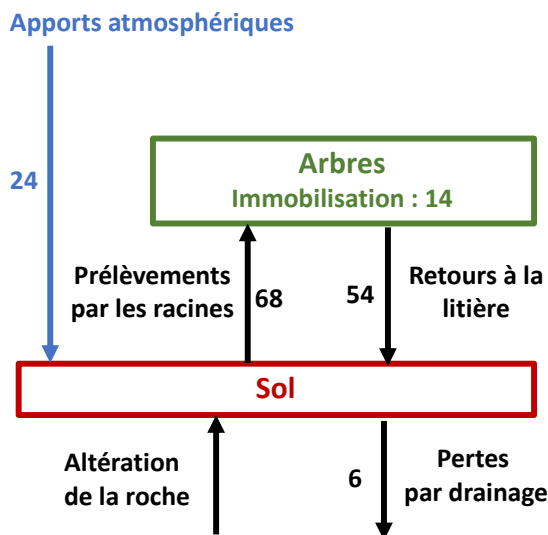 Apports atmosphériques
24
Arbres
Immobilisation : 14
Prélèvements
par les racines
68
54
Retours à la
litière
Sol
Altération
de la roche
6
Pertes
par drainage